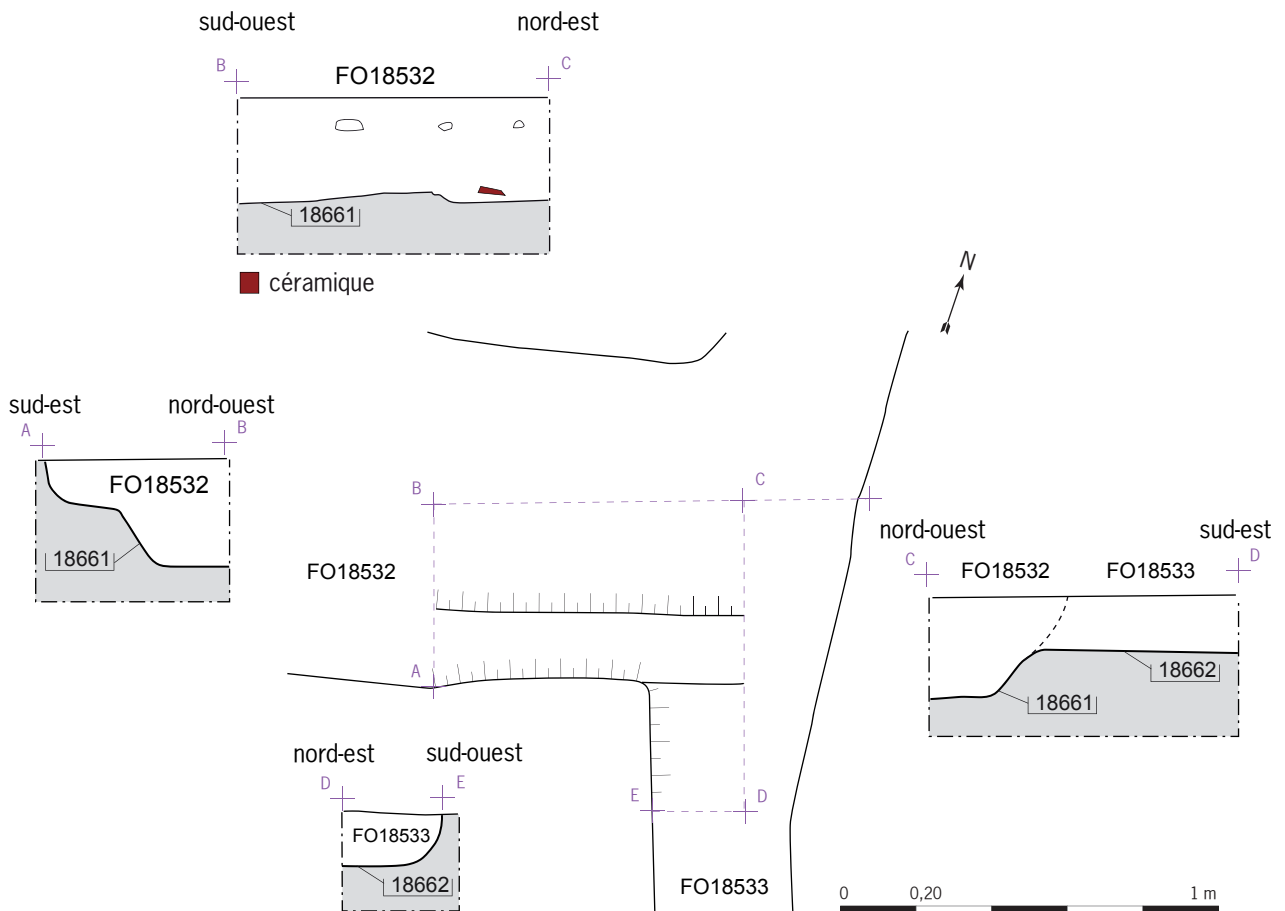 sud-ouest nord-est
B C
FO18532
18661
céramique
N
sud-est nord-ouest
A B
FO18532
18661
B C
FO18532
A
E D
FO18533
nord-ouest sud-est
C D
FO18532 FO18533
18662
18661
nord-est sud-ouest
D E
FO18533
18662
0 0,20 1 m